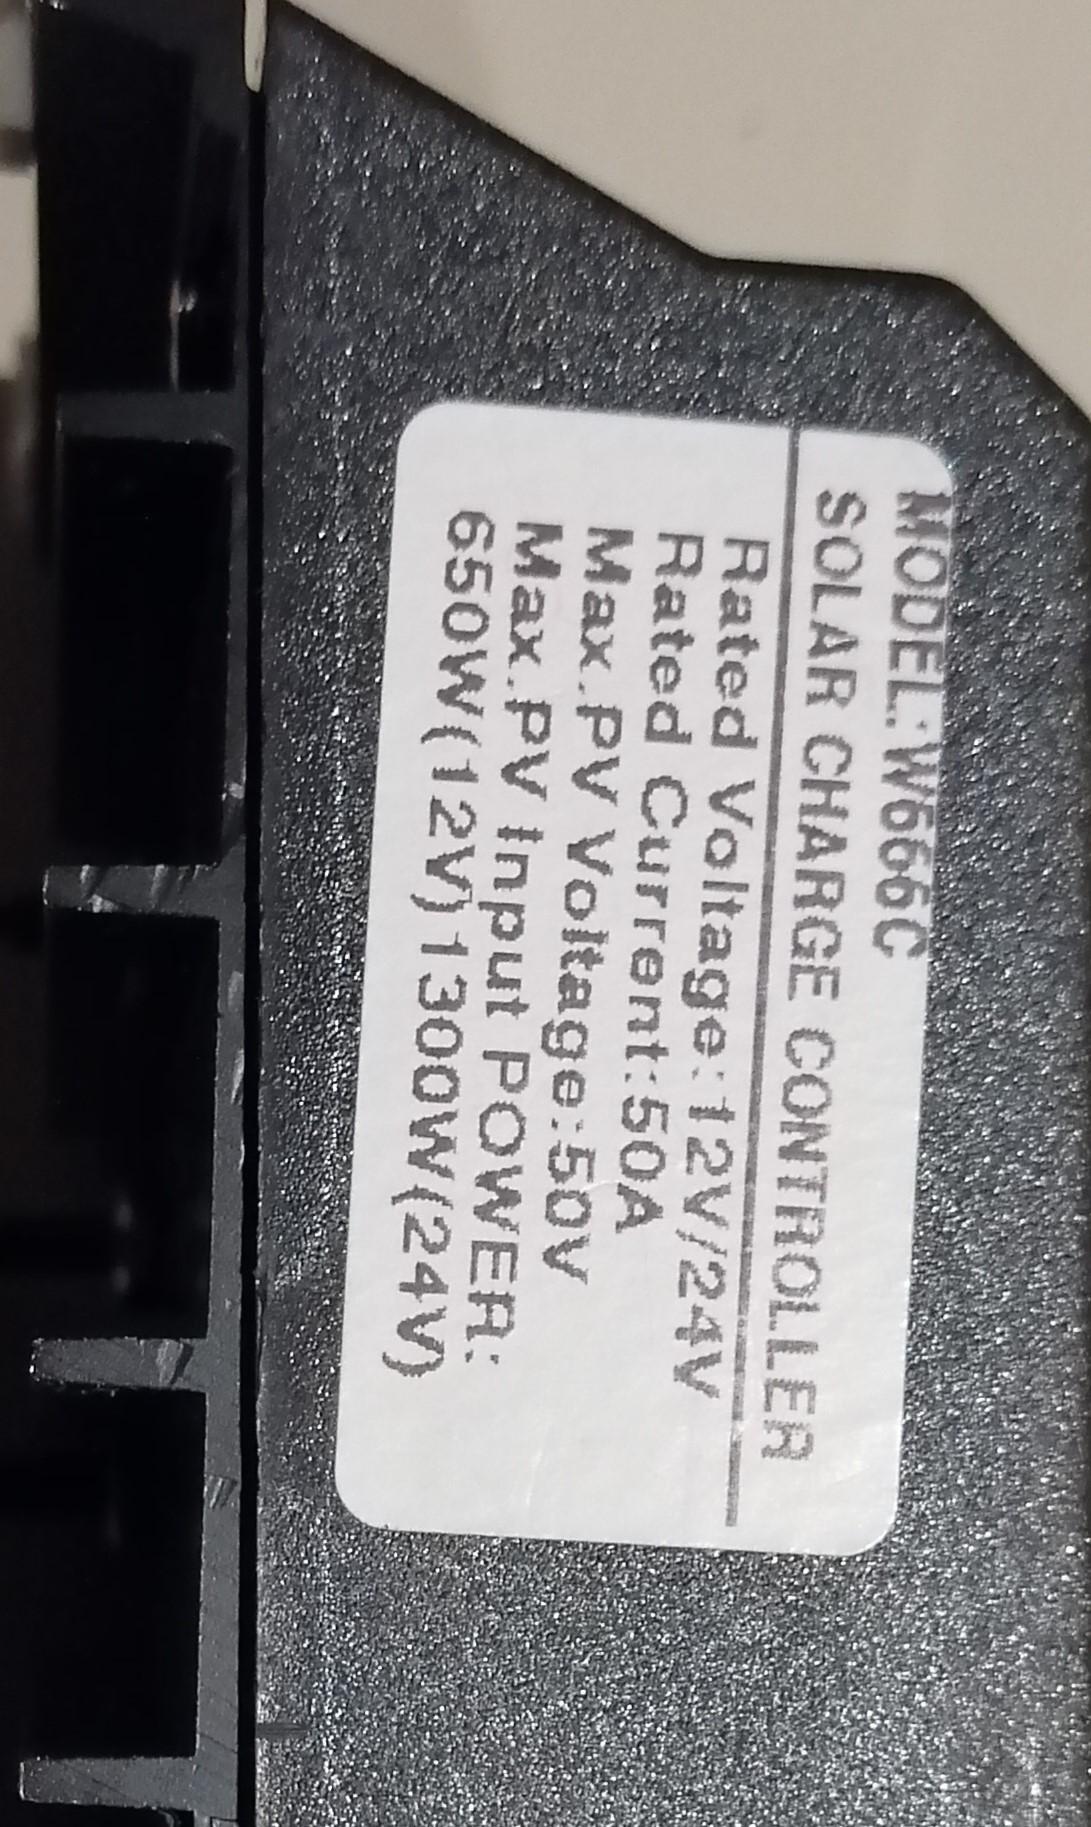 MODEL:W666C
SOLAR CHARGE CONTROLLER
Rated Voltage:12V/24V
Rated Current:50A
Max.PV Voltage:50V
Max.PV Input POWER:
650W(12V)1300W(24V)